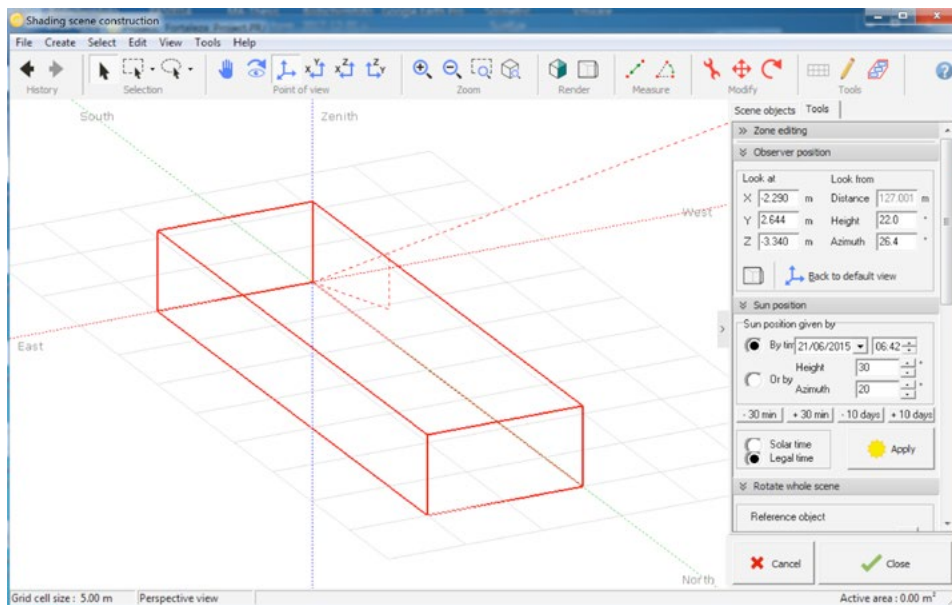 Shading scene construction
File Create Select Edit View Tools Help
History Selection Point of view Zoom Render Measure Modify Tools
Scene objects Tools
Zone editing
Observer position
Look at Look from
X -2.290 m Distance 127.001 m
Y 2.644 m Height 22.0 °
Z -3.340 m Azimuth 26.4 °
Back to default view
Sun position
Sun position given by
By tim 21/06/2015 06:42
Or by Height 30 °
Azimuth 20 °
- 30 min + 30 min - 10 days + 10 days
Solar time
Legal time
Apply
Rotate whole scene
Reference object
Cancel Close
South
Zenith
West
East
North
Grid cell size : 5.00 m Perspective view Active area : 0.00 m²